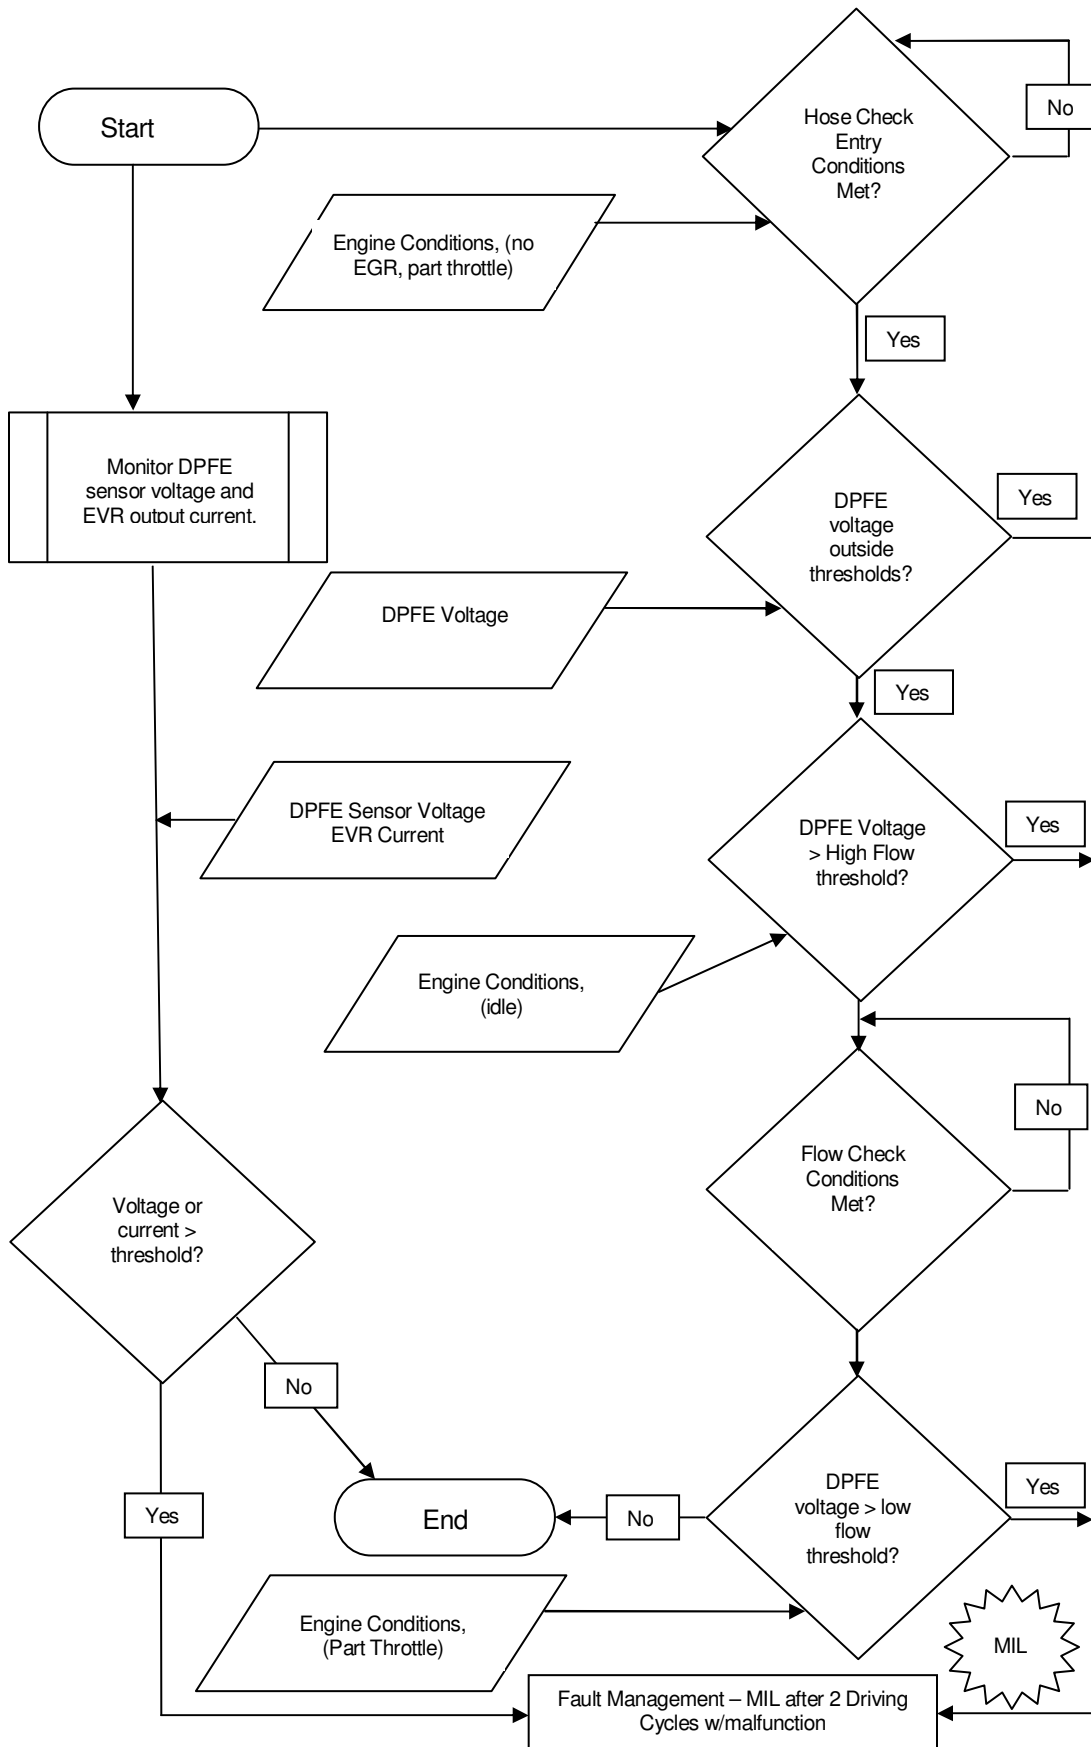 Start
Hose Check
Entry
Conditions
Met?
No
Engine Conditions, (no
EGR, part throttle)
Yes
Monitor DPFE
sensor voltage and
EVR output current.
DPFE
voltage
outside
thresholds?
Yes
DPFE Voltage
Yes
DPFE Sensor Voltage
EVR Current
DPFE Voltage
> High Flow
threshold?
Yes
Engine Conditions,
(idle)
No
Flow Check
Conditions
Met?
Voltage or
current >
threshold?
No
Yes
End
No
DPFE
voltage > low
flow
threshold?
Yes
Engine Conditions,
(Part Throttle)
MIL
Fault Management – MIL after 2 Driving
Cycles w/malfunction